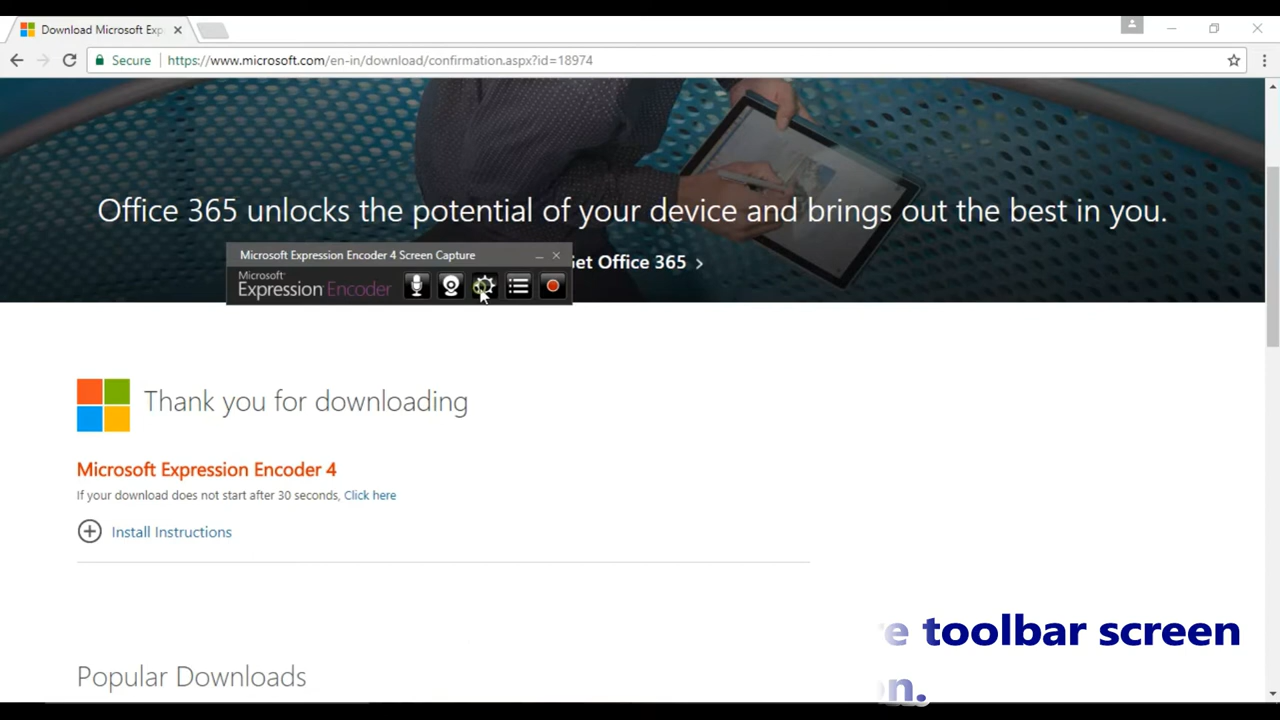 Download Microsoft Exp
Secure
https://www.microsoft.com/en-in/download/confirmation.aspx?id=18974
Office 365 unlocks the potential of your device and brings out the best in you.
Office 365 >
Microsoft Expression Encoder 4 Screen Capture
Microsoft
Expression Encoder
Thank you for downloading
Microsoft Expression Encoder 4
If your download does not start after 30 seconds, Click here
Install Instructions
toolbar screen
Popular Downloads